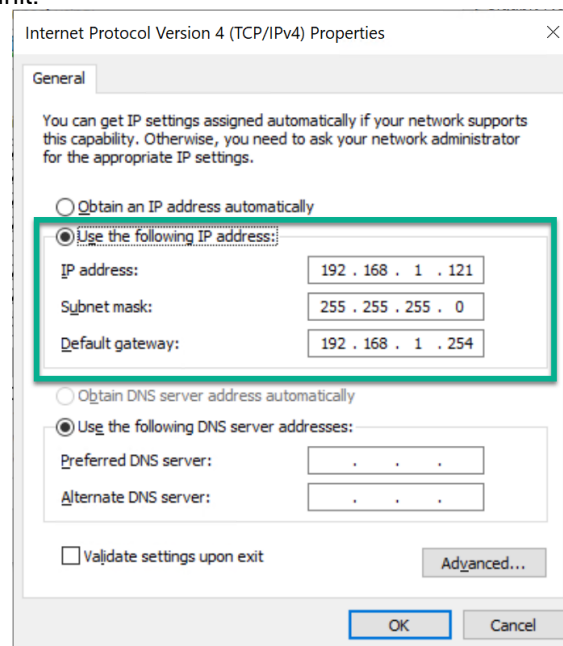 Internet Protocol Version 4 (TCP/IPv4) Properties
General
You can get IP settings assigned automatically if your network supports
this capability. Otherwise, you need to ask your network administrator
for the appropriate IP settings.
Obtain an IP address automatically
Use the following IP address:
IP address: 192 . 168 . 1 . 121
Subnet mask: 255 . 255 . 255 . 0
Default gateway: 192 . 168 . 1 . 254
Obtain DNS server address automatically
Use the following DNS server addresses:
Preferred DNS server: . . .
Alternate DNS server: . . .
Validate settings upon exit
Advanced...
OK Cancel